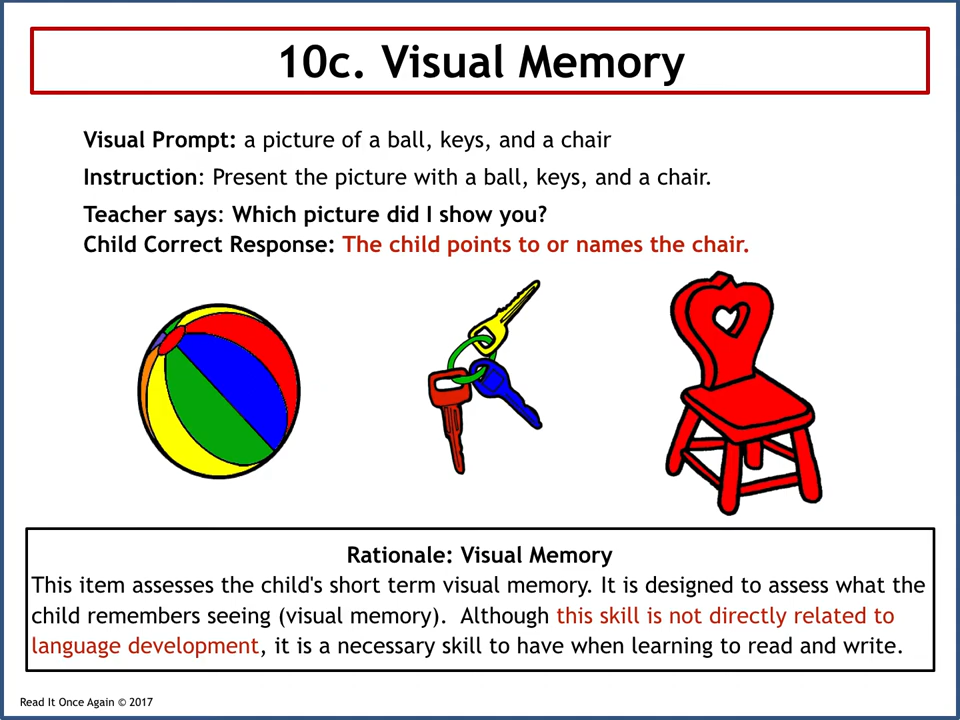 10c. Visual Memory
Visual Prompt: a picture of a ball, keys, and a chair
Instruction: Present the picture with a ball, keys, and a chair.
Teacher says: Which picture did I show you?
Child Correct Response: The child points to or names the chair.
Rationale: Visual Memory
This item assesses the child's short term visual memory. It is designed to assess what the
child remembers seeing (visual memory).  Although this skill is not directly related to
language development, it is a necessary skill to have when learning to read and write.
Read It Once Again © 2017